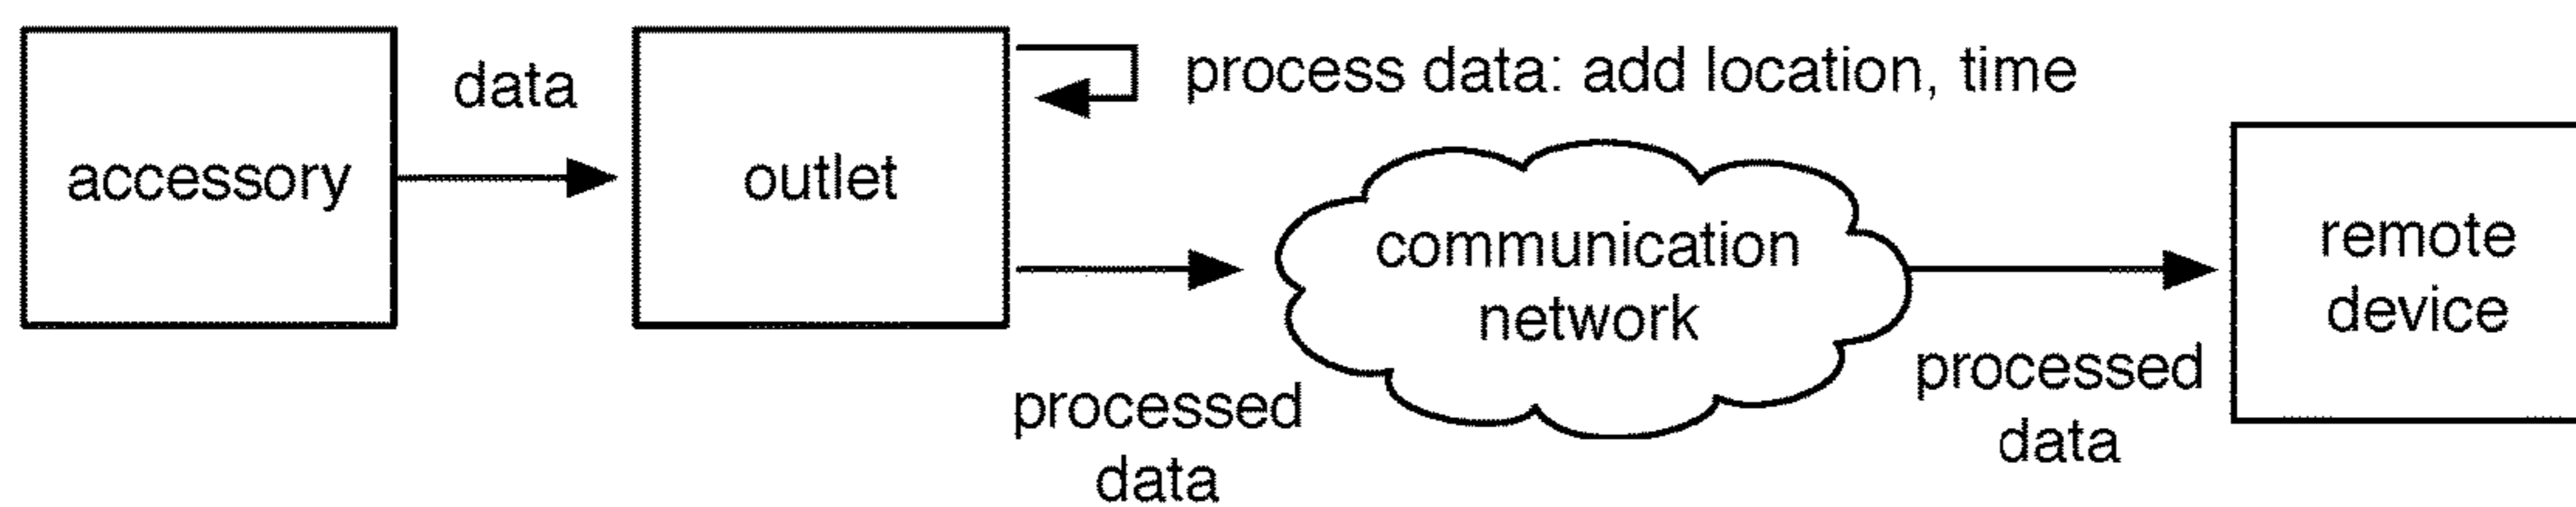 accessory
data
outlet
process data: add location, time
processed
data
communication
network
processed
data
remote
device